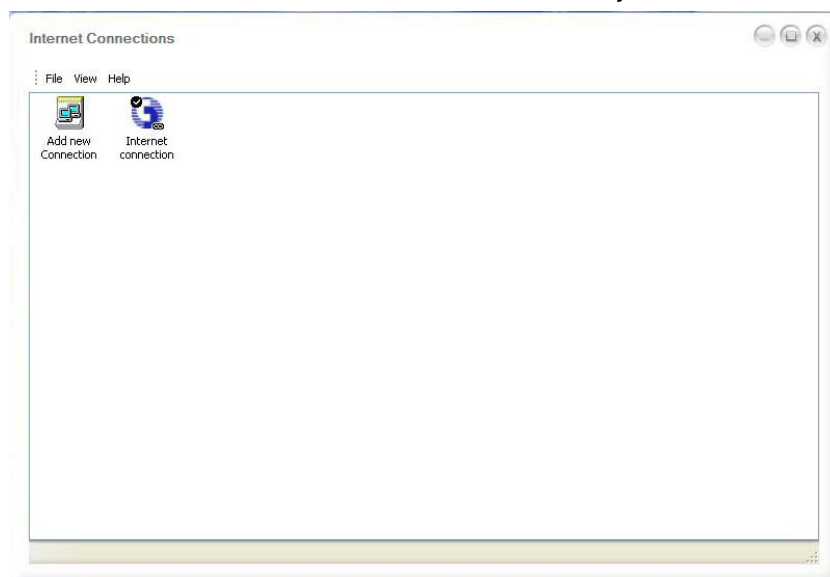 Internet Connections
File View Help
Add new Connection
Internet connection